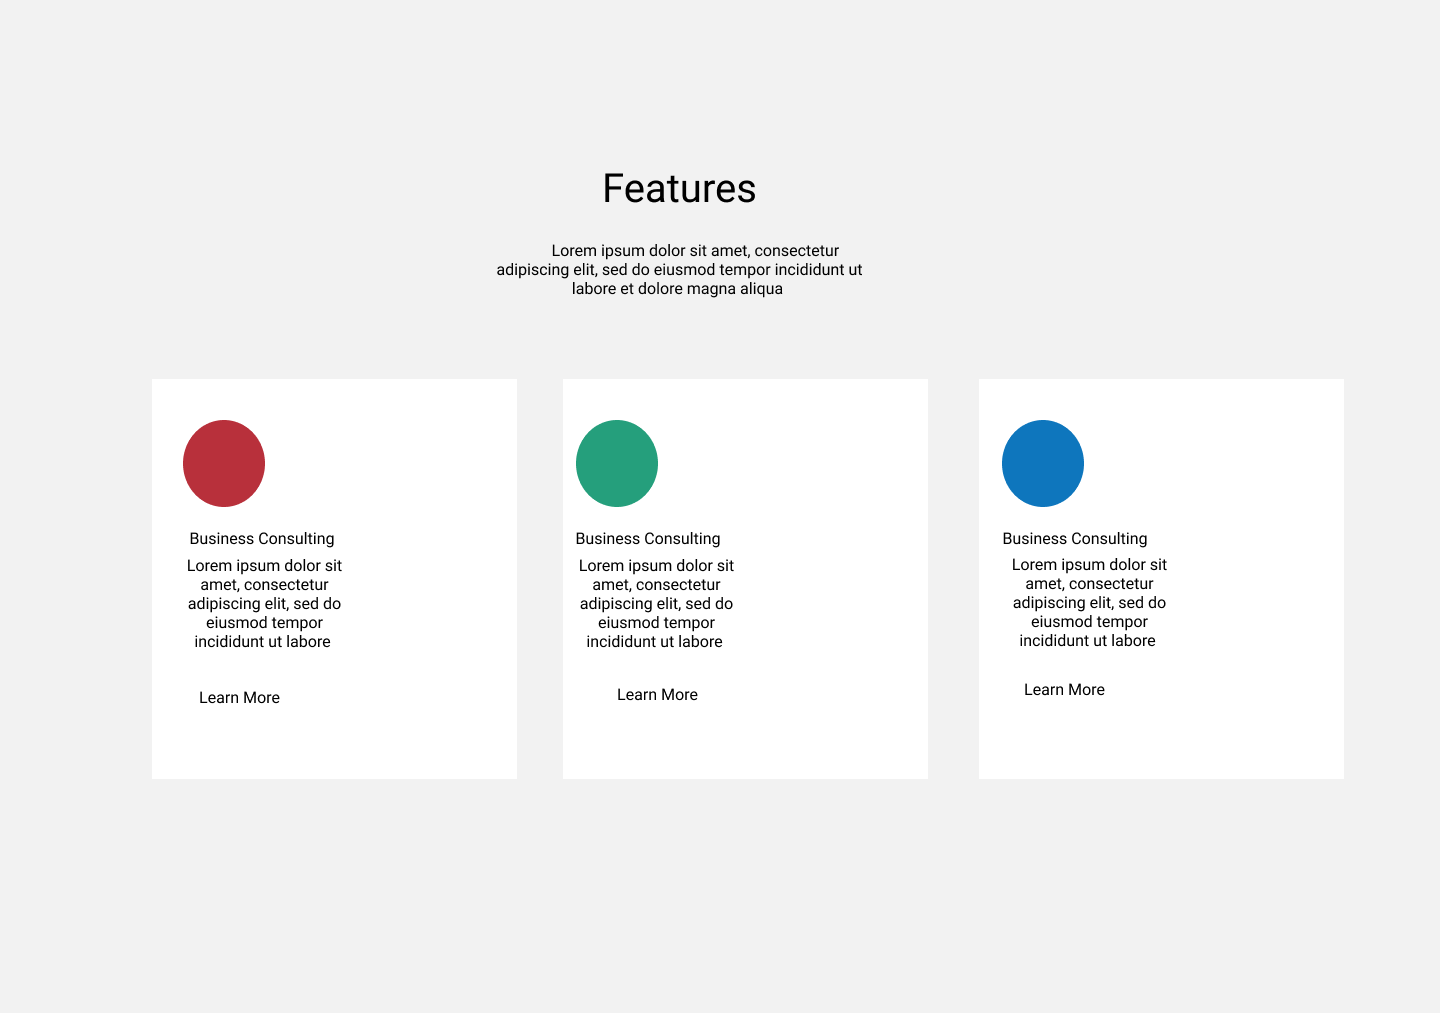 Features
Lorem ipsum dolor sit amet, consectetur
adipiscing elit, sed do eiusmod tempor incididunt ut
labore et dolore magna aliqua
Business Consulting
Lorem ipsum dolor sit
amet, consectetur
adipiscing elit, sed do
eiusmod tempor
incididunt ut labore
Learn More
Business Consulting
Lorem ipsum dolor sit
amet, consectetur
adipiscing elit, sed do
eiusmod tempor
incididunt ut labore
Learn More
Business Consulting
Lorem ipsum dolor sit
amet, consectetur
adipiscing elit, sed do
eiusmod tempor
incididunt ut labore
Learn More